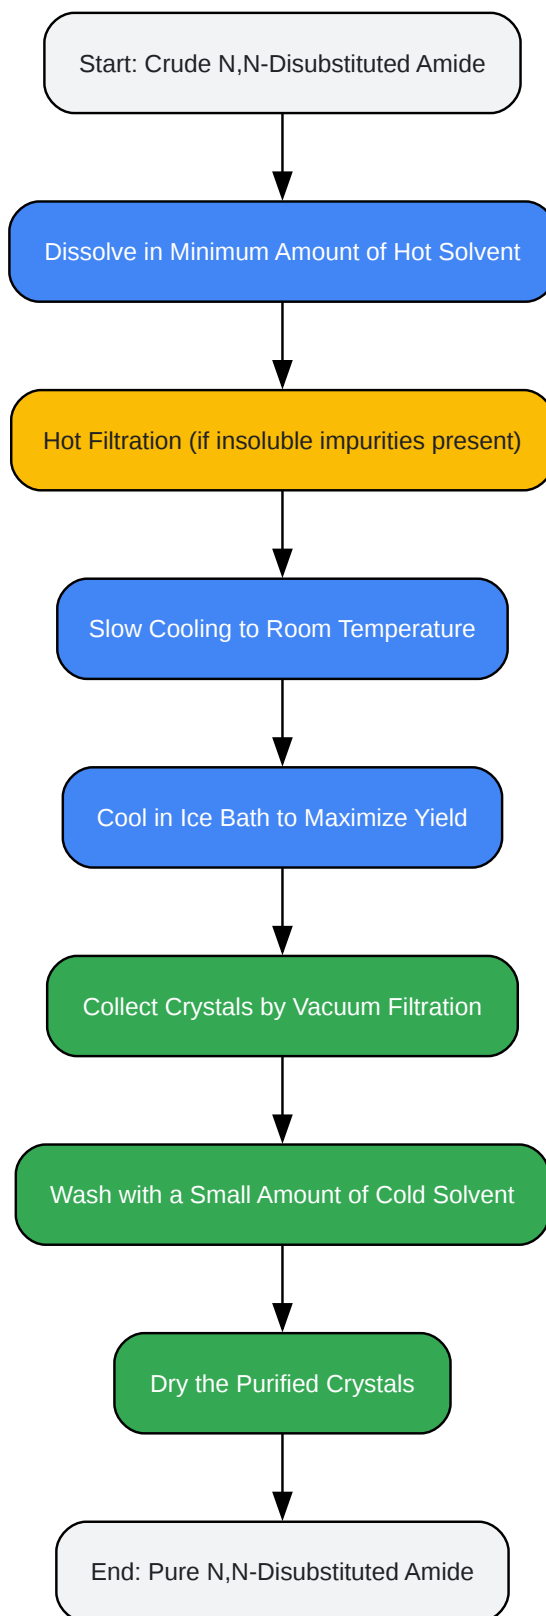 Start: Crude N,N-Disubstituted Amide
Dissolve in Minimum Amount of Hot Solvent
Hot Filtration (if insoluble impurities present)
Slow Cooling to Room Temperature
Cool in Ice Bath to Maximize Yield
Collect Crystals by Vacuum Filtration
Wash with a Small Amount of Cold Solvent
Dry the Purified Crystals
End: Pure N,N-Disubstituted Amide